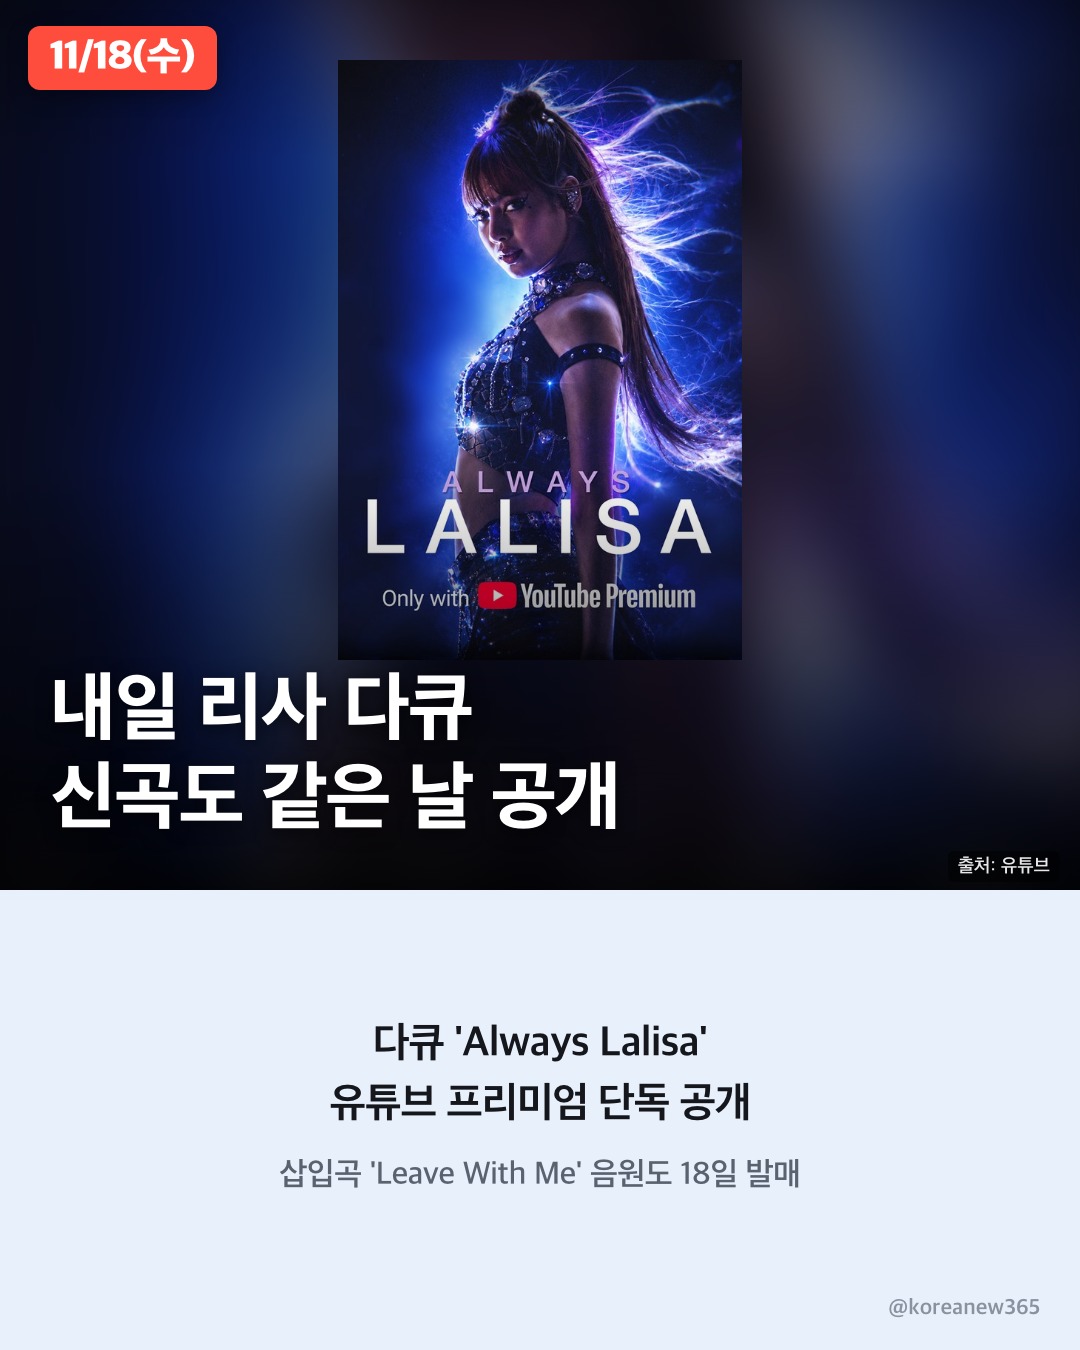 11/18(수)
ALWAYS
LALISA
Only with YouTube Premium
내일 리사 다큐
신곡도 같은 날 공개
출처: 유튜브
다큐 'Always Lalisa'
유튜브 프리미엄 단독 공개
삽입곡 'Leave With Me' 음원도 18일 발매
@koreanew365